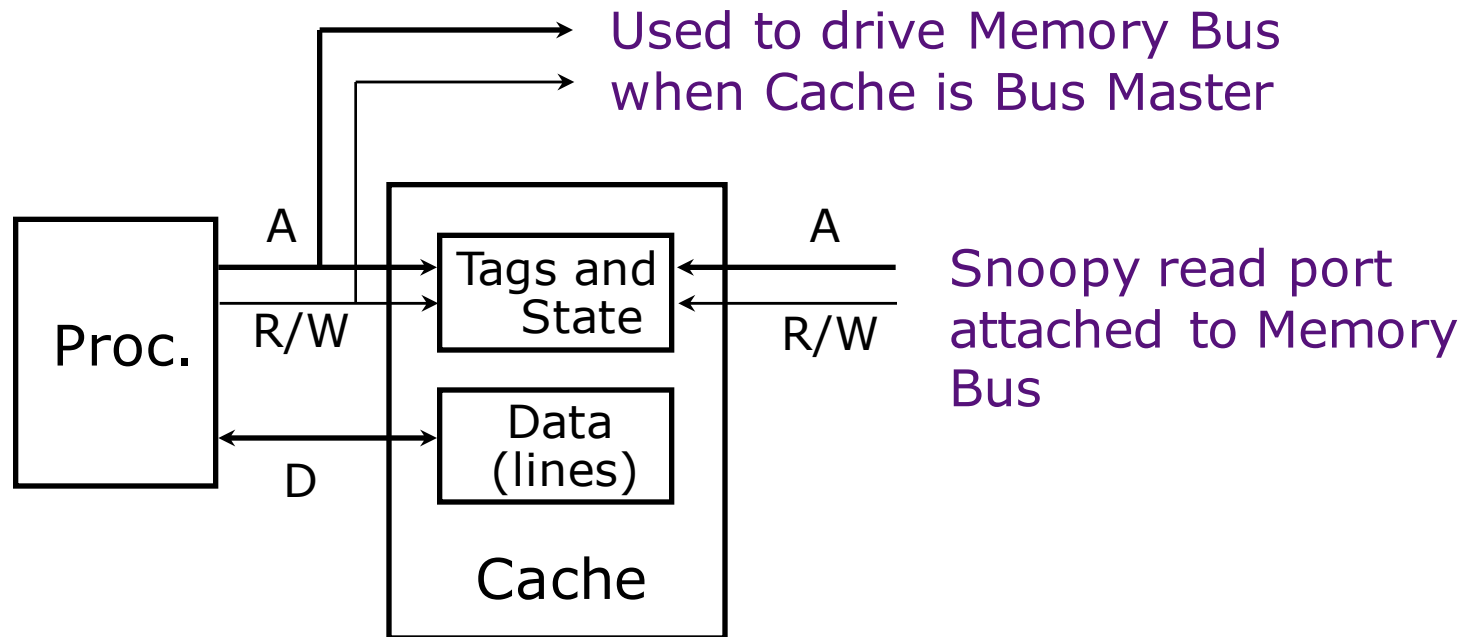 Used to drive Memory Bus
when Cache is Bus Master
A
A
Tags and
State
Snoopy read port
attached to Memory
Bus
R/W
R/W
Proc.
Data
(lines)
D
Cache